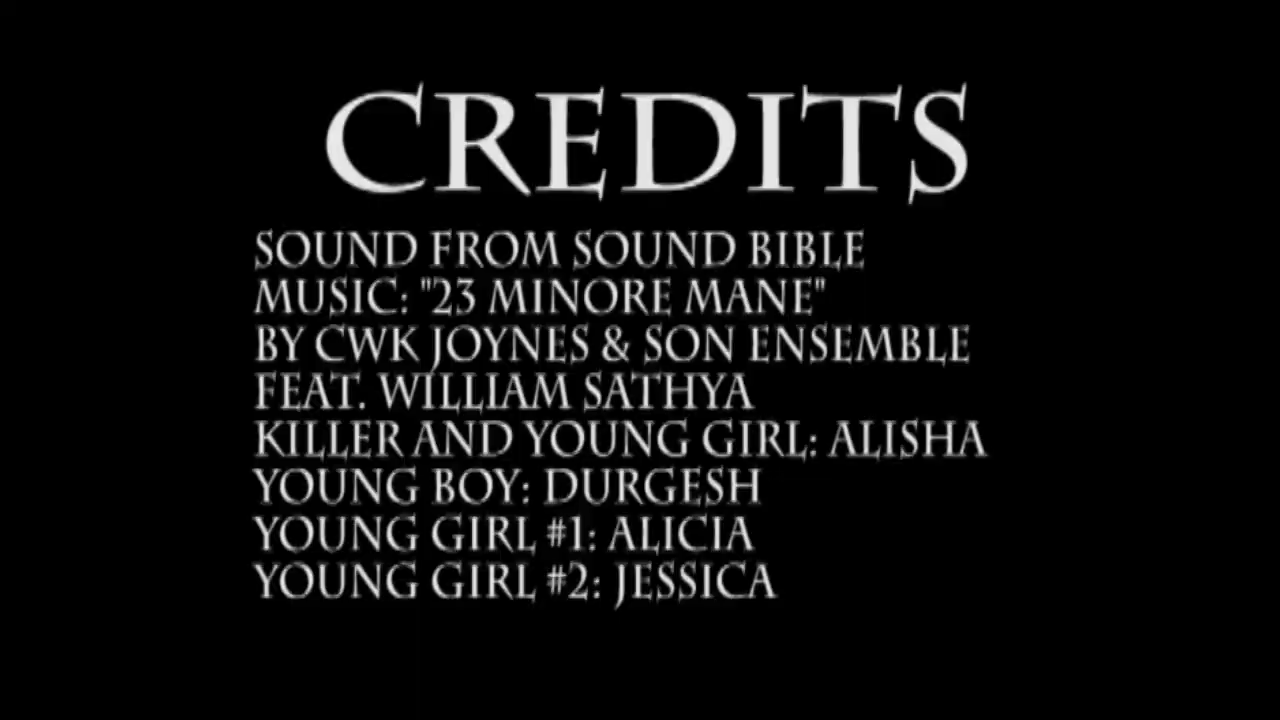 CREDITS
SOUND FROM SOUND BIBLE
MUSIC: "23 MINORE MANE"
BY CWK JOYNES & SON ENSEMBLE
FEAT. WILLIAM SATHYA
KILLER AND YOUNG GIRL: ALISHA
YOUNG BOY: DURGESH
YOUNG GIRL #1: ALICIA
YOUNG GIRL #2: JESSICA